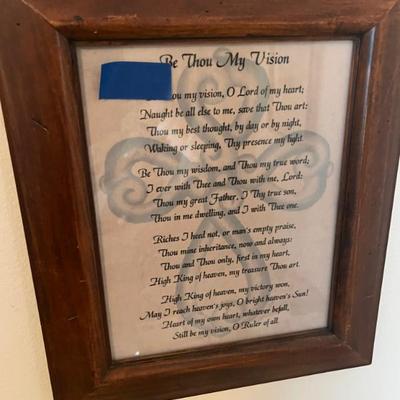 Be Thou My Vision
Thou my vision, O Lord of my heart;
Naught be all else to me, save that Thou art:
Thou my best thought, by day or by night,
Waking or sleeping, Thy presence my light.
Be Thou my wisdom, and Thou my true word;
I ever with Thee and Thou with me, Lord:
Thou my great Father, I Thy true son,
Thou in me dwelling, and I with Thee one.
Riches I heed not, or man's empty praise,
Thou mine inheritance, now and always:
Thou and Thou only, first in my heart,
High King of heaven, my treasure Thou art.
High King of heaven, my victory won,
May I reach heaven's joys, O bright heaven's Sun!
Heart of my own heart, whatever befall,
Still be my vision, O Ruler of all.